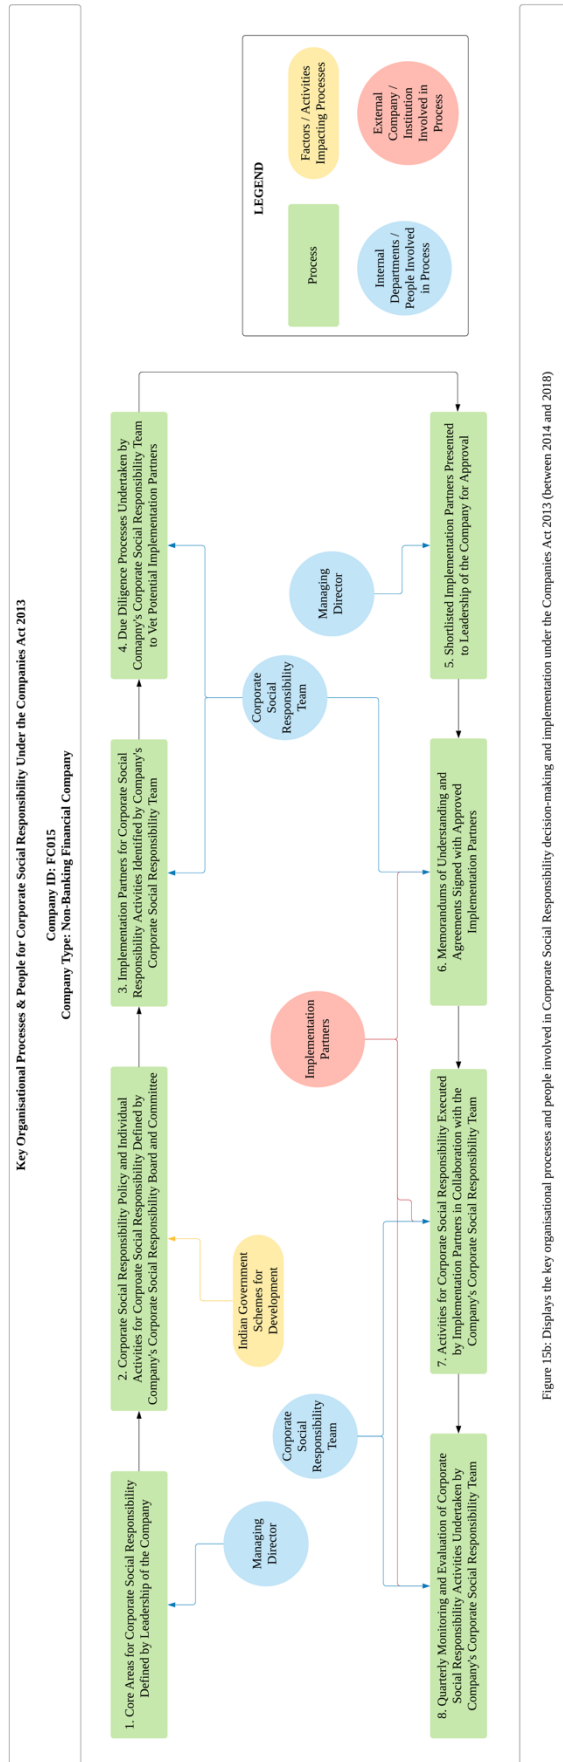 Key Organisational Processes & People for Corporate Social Responsibility Under the Companies Act 2013
Company ID: FC015
Company Type: Non-Banking Financial Company
1. Core Areas for Corporate Social Responsibility
Defined by Leadership of the Company
2. Corporate Social Responsibility Policy and Individual
Activities for Corproate Social Responsibility Defined by
Company's Corporate Social Responsibility Board and Committee
3. Implementation Partners for Corporate Social
Responsibility Activities Identified by Company's
Corporate Social Responsibility Team
4. Due Diligence Processes Undertaken by
Comapny's Corporate Social Responsibility Team
to Vet Potential Implementation Partners
Managing
Director
Indian Government
Schemes for
Development
Corporate
Social
Responsibility
Team
Implementation
Partners
Corporate
Social
Responsibility
Team
Managing
Director
8. Quarterly Monitoring and Evaluation of Corporate
Social Responsibility Activities Undertaken by
Company's Corporate Social Responsibility Team
7. Activities for Corporate Social Responsibility Executed
by Implementation Partners in Collaboration with the
Company's Corporate Social Responsibility Team
6. Memorandums of Understanding and
Agreements Signed with Approved
Implementation Partners
5. Shortlisted Implementation Partners Presented
to Leadership of the Company for Approval
LEGEND
Process
Factors / Activities
Impacting Processes
Internal
Departments /
People Involved
in Process
External
Company /
Institution
Involved in
Process
Figure 15b: Displays the key organisational processes and people involved in Corporate Social Responsibility decision-making and implementation under the Companies Act 2013 (between 2014 and 2018)